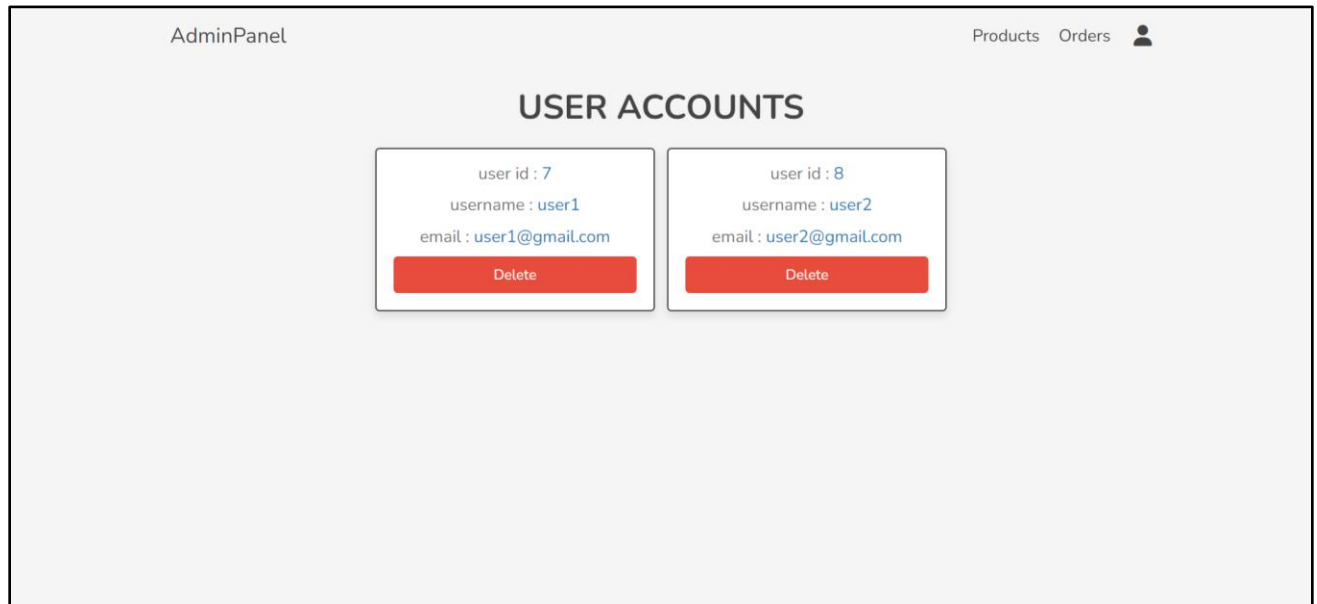 AdminPanel
Products Orders
USER ACCOUNTS
user id : 7
username : user1
email : user1@gmail.com
Delete
user id : 8
username : user2
email : user2@gmail.com
Delete